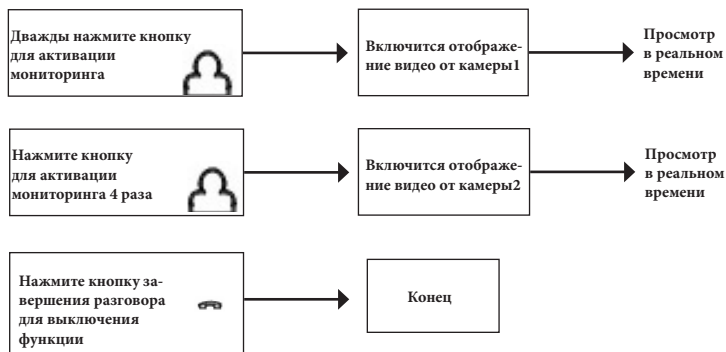 Дважды нажмите кнопку
для активации
мониторинга
Включится отображе-
ние видео от камеры1
Просмотр
в реальном
времени
Нажмите кнопку
для активации
мониторинга 4 раза
Включится отображе-
ние видео от камеры2
Просмотр
в реальном
времени
Нажмите кнопку за-
вершения разговора
для выключения
функции
Конец